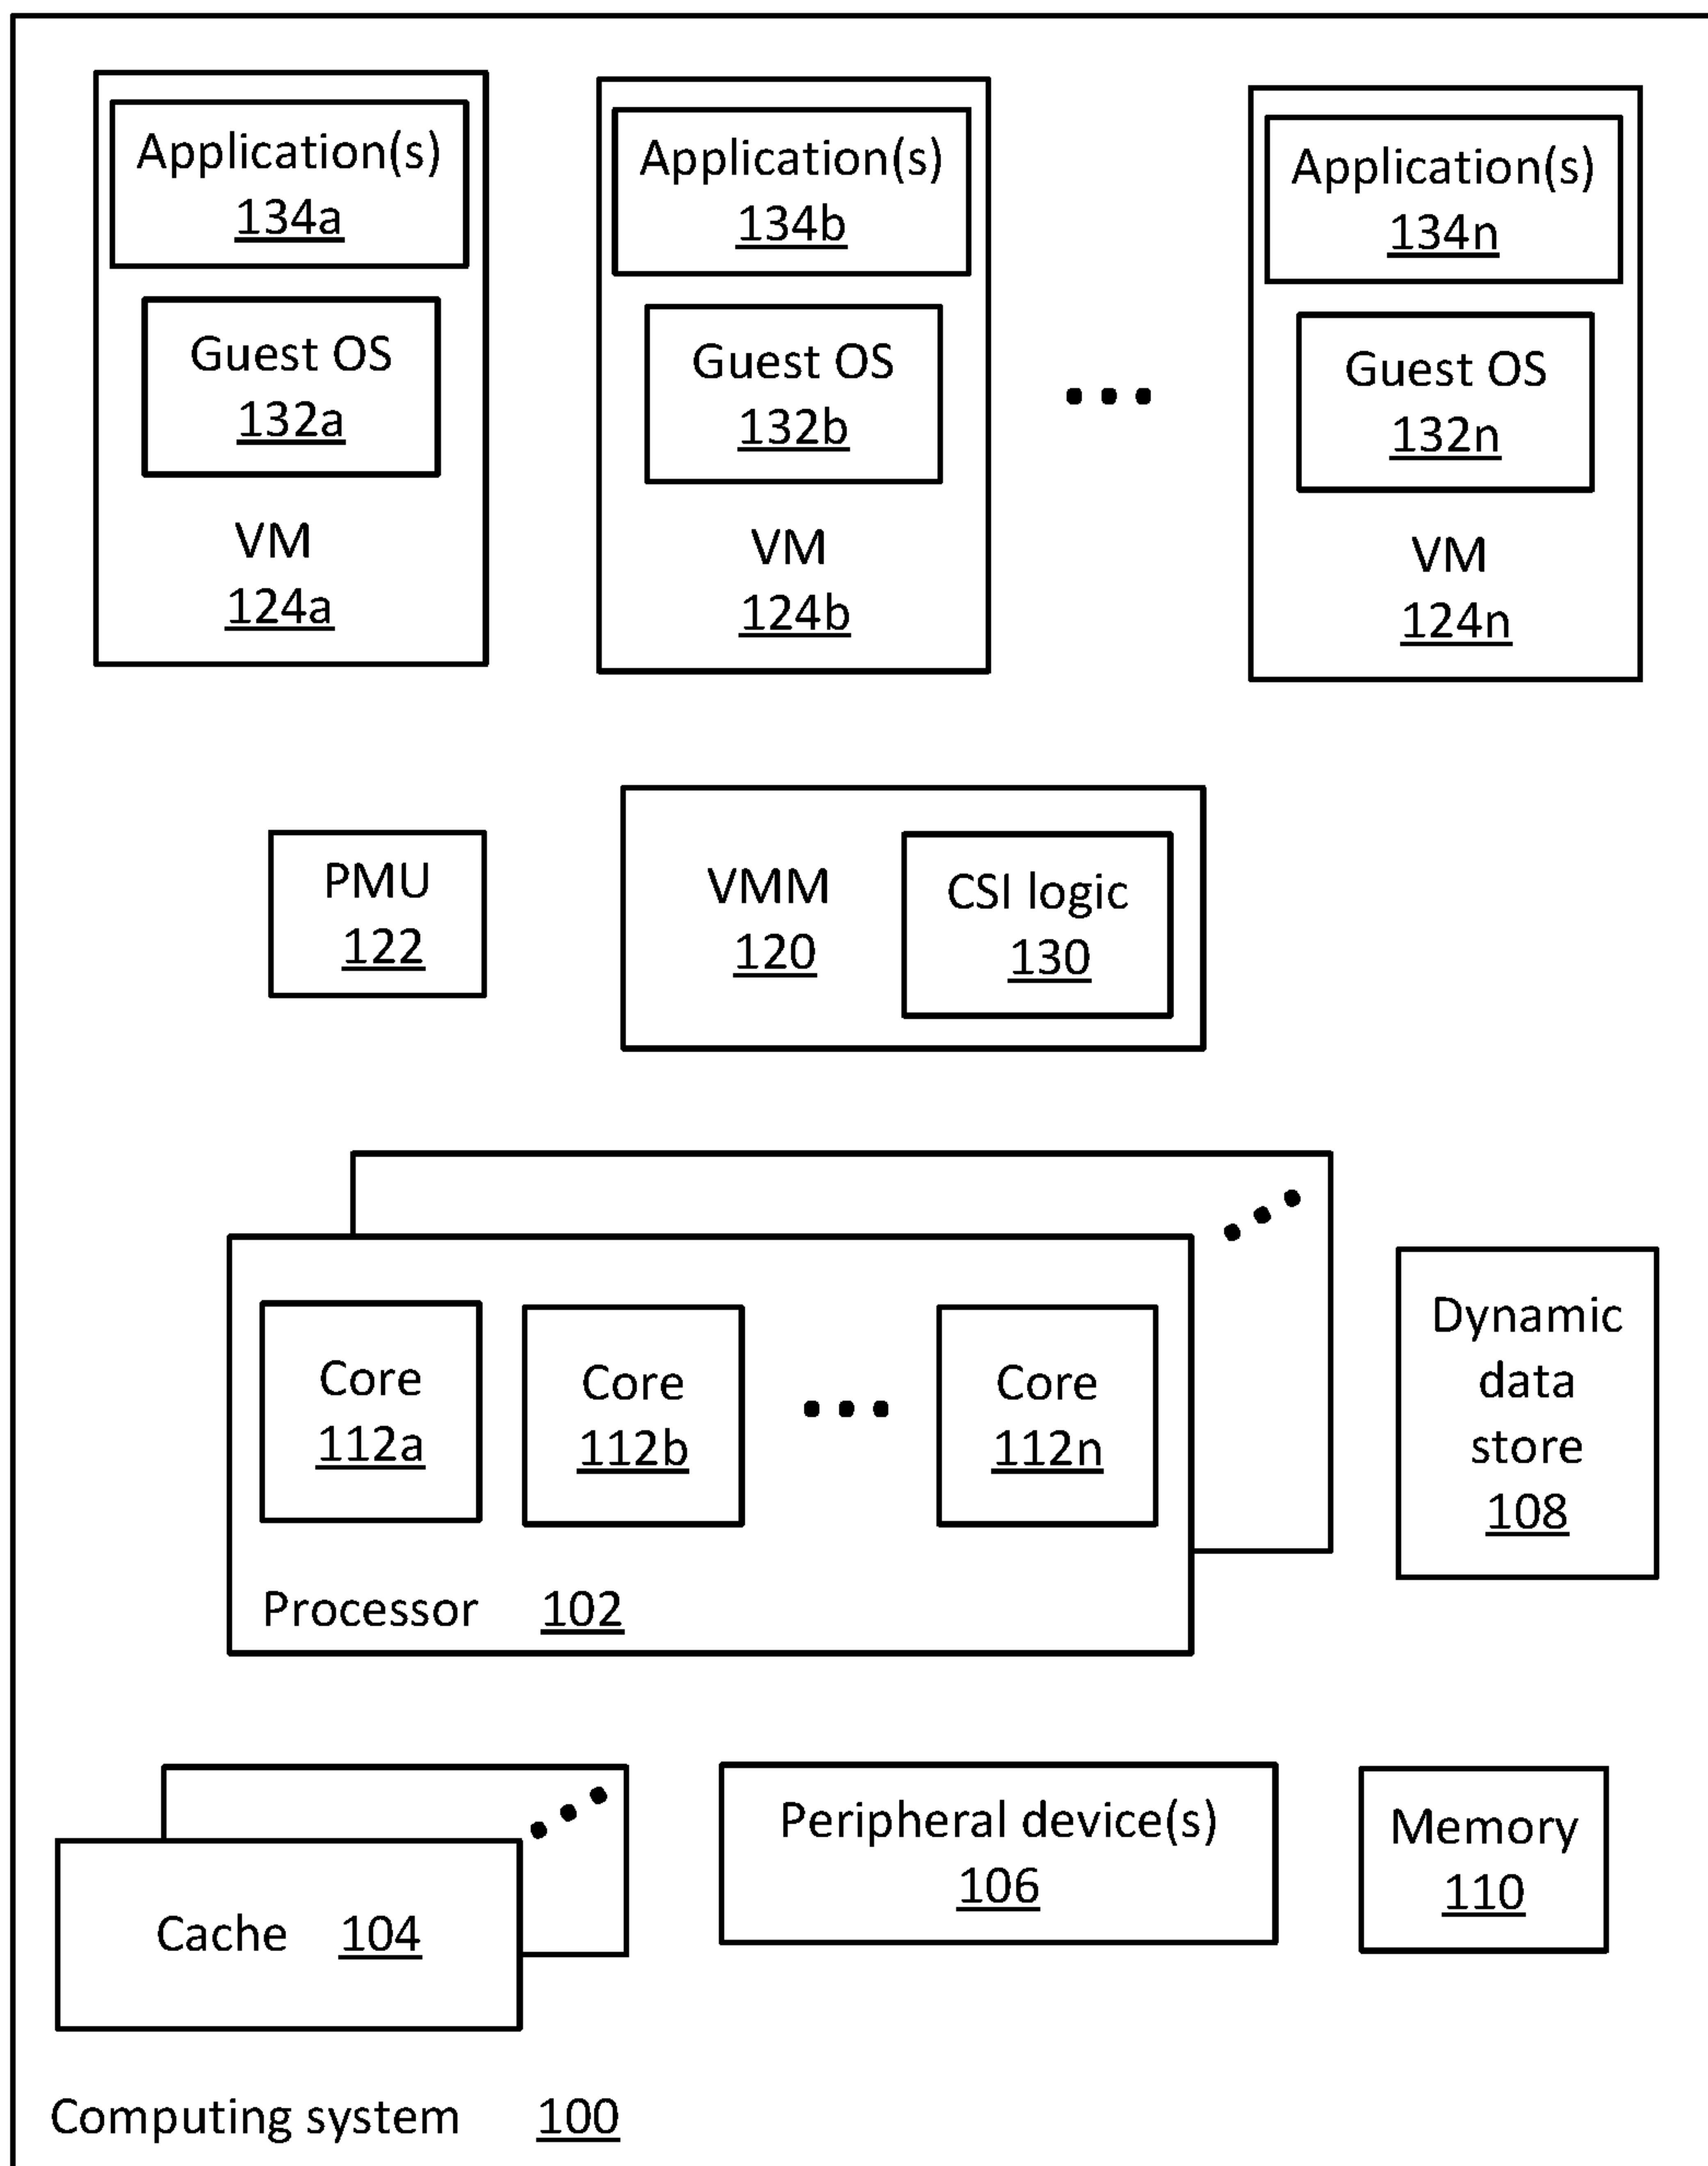 Application(s)
134a
Guest OS
132a
VM
124a
Application(s)
134b
Guest OS
132b
VM
124b
Application(s)
134n
Guest OS
132n
VM
124n
PMU
122
VMM
120
CSI logic
130
Core
112a
Core
112b
Core
112n
Processor 102
Dynamic
data
store
108
Cache 104
Peripheral device(s)
106
Memory
110
Computing system 100